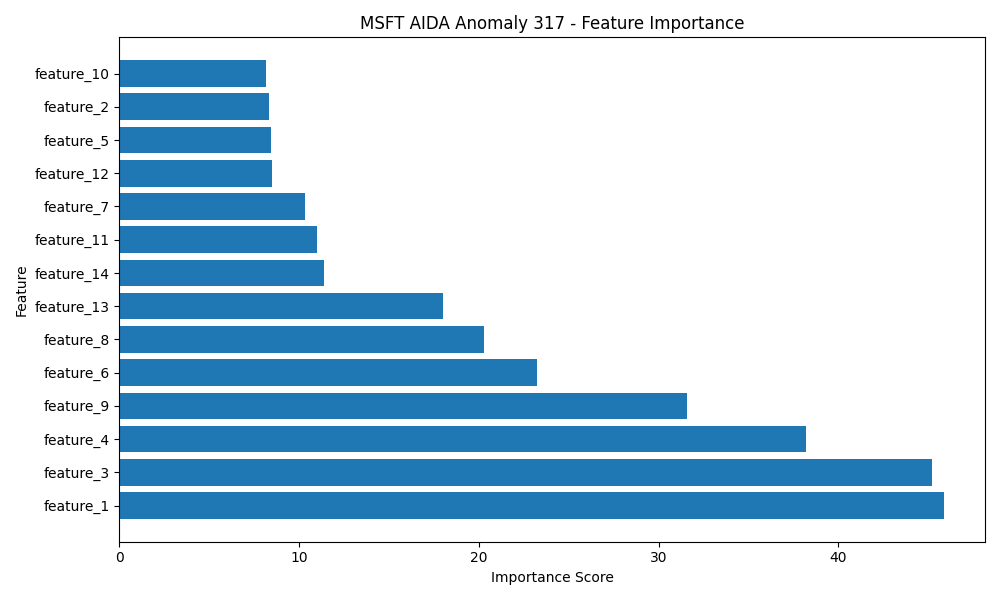 MSFT AIDA Anomaly 317 - Feature Importance
feature_10
feature_2
feature_5
feature_12
feature_7
feature_11
feature_14
feature_13
feature_8
feature_6
feature_9
feature_4
feature_3
feature_1
Feature
0 10 20 30 40
Importance Score